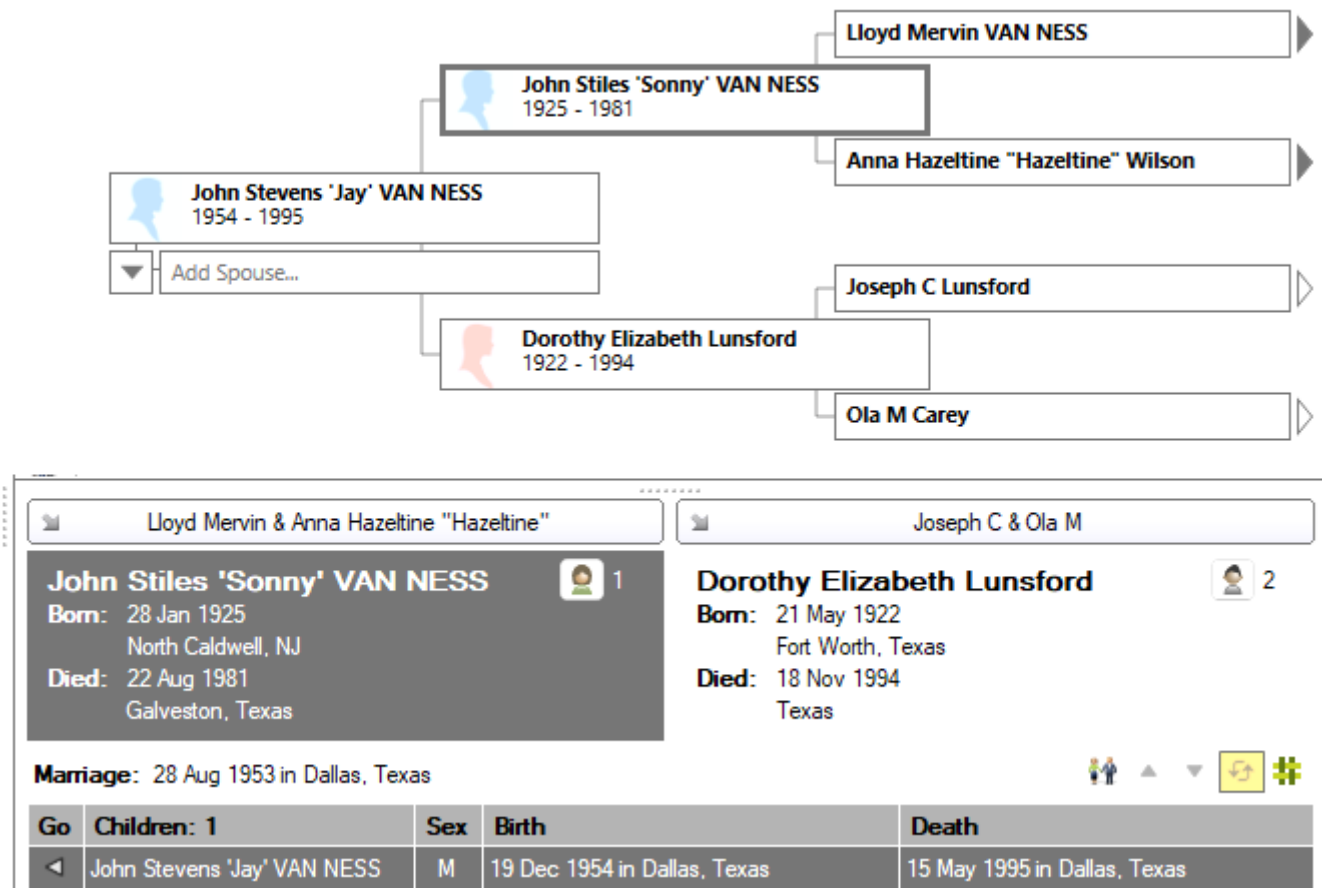 Lloyd Mervin VAN NESS
John Stiles 'Sonny' VAN NESS
1925 - 1981
Anna Hazeltine "Hazeltine" Wilson
John Stevens 'Jay' VAN NESS
1954 - 1995
Add Spouse...
Joseph C Lunsford
Dorothy Elizabeth Lunsford
1922 - 1994
Ola M Carey
Lloyd Mervin & Anna Hazeltine "Hazeltine"
Joseph C & Ola M
John Stiles 'Sonny' VAN NESS 1
Born: 28 Jan 1925
North Caldwell, NJ
Died: 22 Aug 1981
Galveston, Texas
Dorothy Elizabeth Lunsford 2
Born: 21 May 1922
Fort Worth, Texas
Died: 18 Nov 1994
Texas
Marriage: 28 Aug 1953 in Dallas, Texas
Go Children: 1 Sex Birth Death
John Stevens 'Jay' VAN NESS M 19 Dec 1954 in Dallas, Texas 15 May 1995 in Dallas, Texas